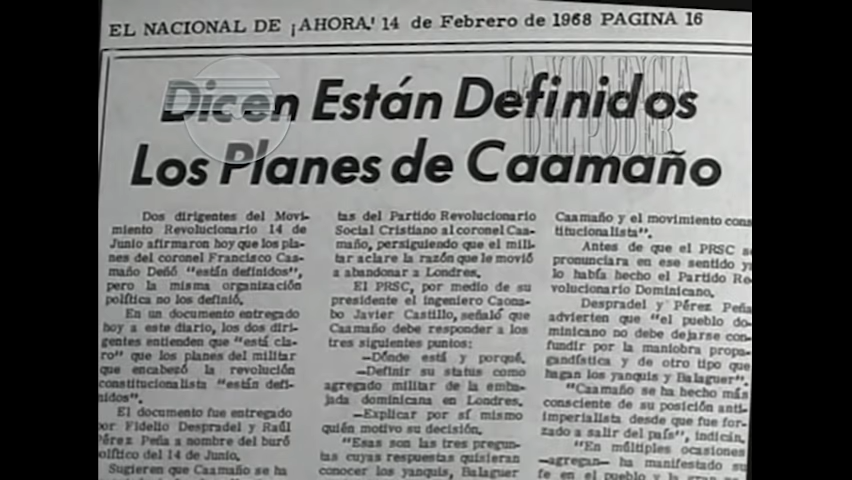 EL NACIONAL DE ¡AHORA! 14 de Febrero de 1968 PAGINA 16
LA VIOLENCIA
DEL PODER
Dicen Están Definidos
Los Planes de Caamaño
Dos dirigentes del Movi-
miento Revolucionario 14 de
Junio afirmaron hoy que los pla-
nes del coronel Francisco Caa-
maño Deñó "están definidos",
pero la misma organización
política no los definió.
En un documento entregado
hoy a este diario, los dos diri-
gentes entienden que "está cla-
ro" que los planes del militar
que encabezó la revolución
constitucionalista "están defi-
nidos".
El documento fue entregado
por Fidelio Despradel y Raúl
Pérez Peña a nombre del buró
político del 14 de Junio.
Sugieren que Caamaño se ha
tas del Partido Revolucionario
Social Cristiano al coronel Caa-
maño, persiguiendo que el mili-
tar aclare la razón que le movió
a abandonar a Londres.
El PRSC, por medio de su
presidente el ingeniero Caona-
bo Javier Castillo, señaló que
Caamaño debe responder a los
tres siguientes puntos:
—Dónde está y porqué.
—Definir su status como
agregado militar de la emba-
jada dominicana en Londres.
—Explicar por sí mismo
quién motivo su decisión.
"Esas son las tres pregun-
tas cuyas respuestas quisieran
conocer los yanquis, Balaguer
Caamaño y el movimiento cons
titucionalista".
Antes de que el PRSC s
pronunciara en ese sentido y
lo había hecho el Partido Re
volucionario Dominicano.
Despradel y Pérez Peña
advierten que "el pueblo do-
minicano no debe dejarse con-
fundir por la maniobra propa-
gandística y de otro tipo que
hagan los yanquis y Balaguer".
"Caamaño se ha hecho más
consciente de su posición anti-
imperialista desde que fue for-
zado a salir del país", indicán.
"En múltiples ocasiones
—agregan— ha manifestado su
fe en el pueblo y